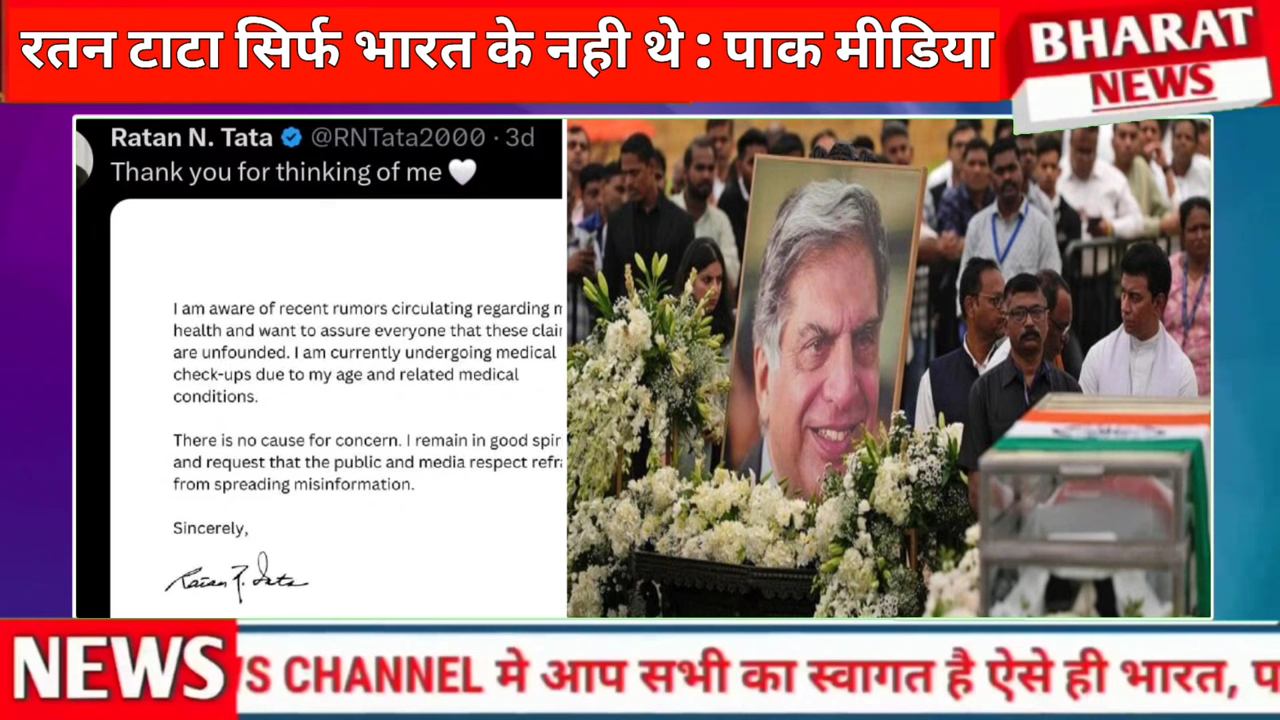 रतन टाटा सिर्फ भारत के नही थे : पाक मीडिया
BHARAT
NEWS
Ratan N. Tata @RNTata2000 · 3d
Thank you for thinking of me 🤍
I am aware of recent rumors circulating regarding
health and want to assure everyone that these
are unfounded. I am currently undergoing medical
check-ups due to my age and related medical
conditions.
There is no cause for concern. I remain in good
and request that the public and media respect
from spreading misinformation.
Sincerely,
Ratan N. Tata
NEWS
S CHANNEL मे आप सभी का स्वागत है ऐसे ही भारत,